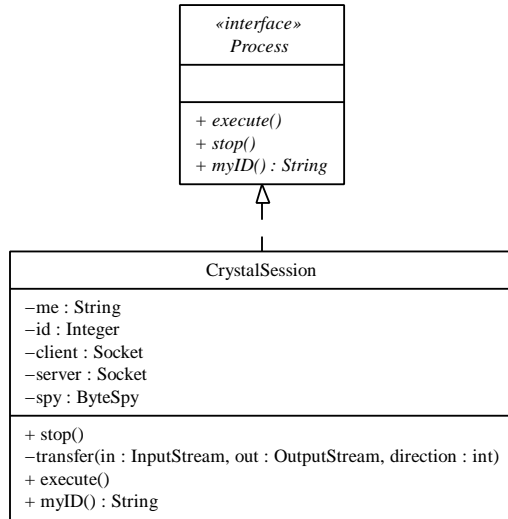 «interface»
Process
+ execute()
+ stop()
+ myID() : String
CrystalSession
−me : String
−id : Integer
−client : Socket
−server : Socket
−spy : ByteSpy
+ stop()
−transfer(in : InputStream, out : OutputStream, direction : int)
+ execute()
+ myID() : String